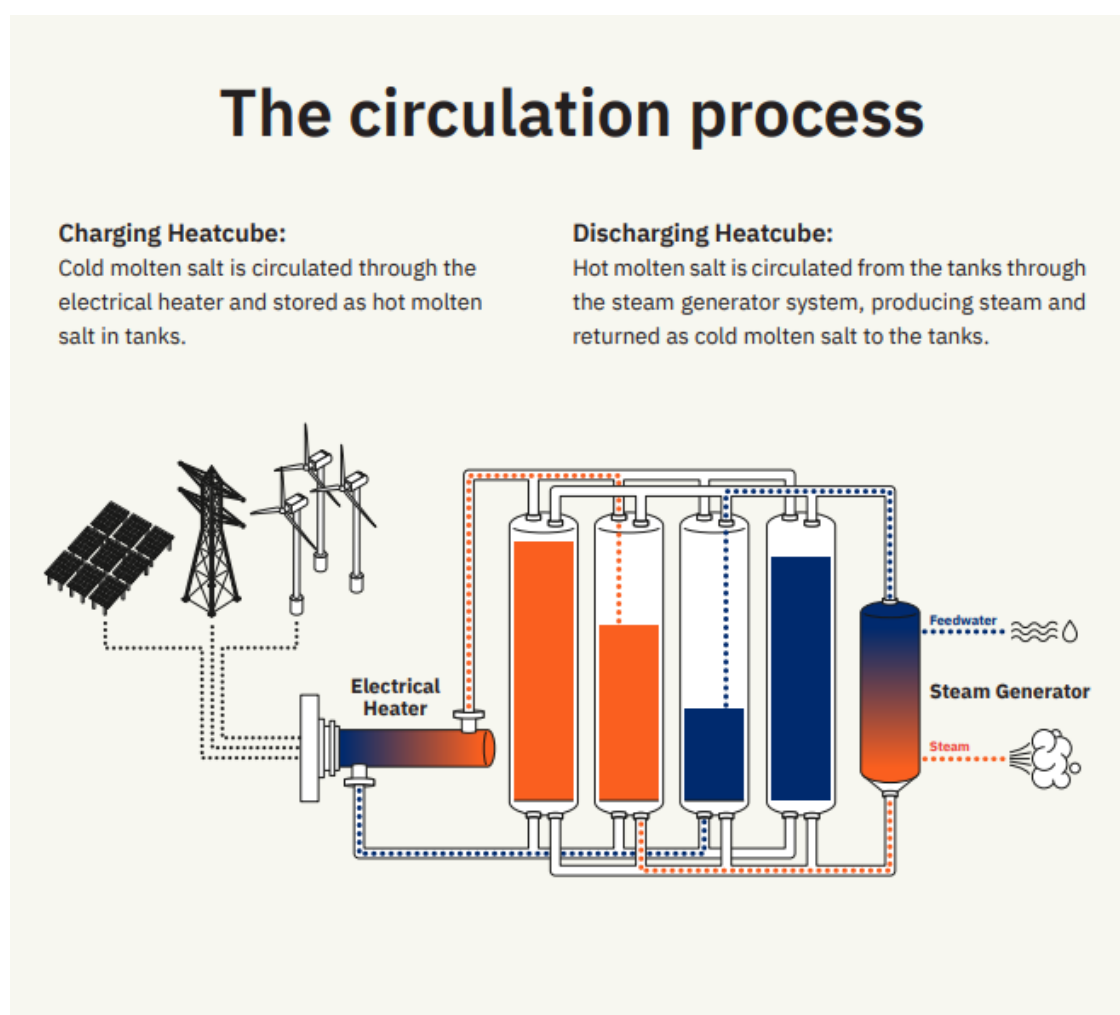 The circulation process
Charging Heatcube:
Cold molten salt is circulated through the
electrical heater and stored as hot molten
salt in tanks.
Discharging Heatcube:
Hot molten salt is circulated from the tanks through
the steam generator system, producing steam and
returned as cold molten salt to the tanks.
Electrical
Heater
Feedwater
Steam Generator
Steam